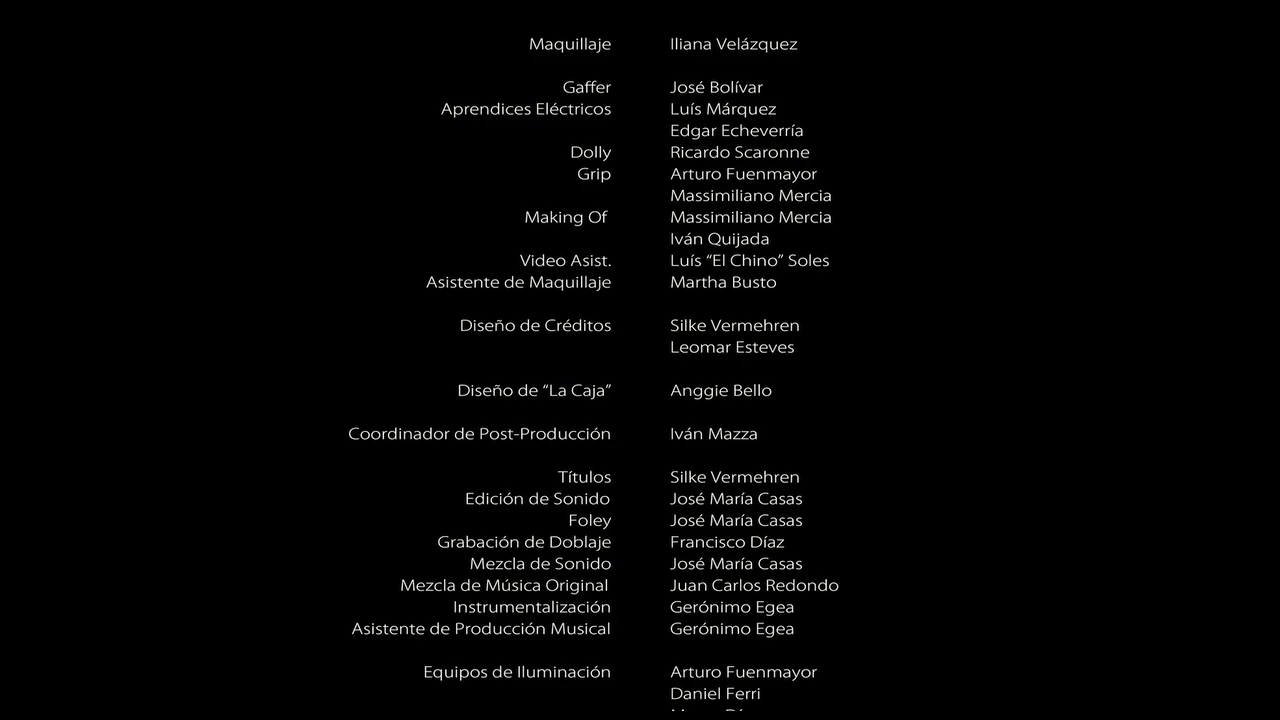 Maquillaje Iliana Velázquez
Gaffer José Bolívar
Aprendices Eléctricos Luís Márquez
Edgar Echeverría
Dolly Ricardo Scaronne
Grip Arturo Fuenmayor
Massimiliano Mercia
Making Of Massimiliano Mercia
Iván Quijada
Video Asist. Luís “El Chino” Soles
Asistente de Maquillaje Martha Busto
Diseño de Créditos Silke Vermehren
Leomar Esteves
Diseño de “La Caja” Anggie Bello
Coordinador de Post-Producción Iván Mazza
Títulos Silke Vermehren
Edición de Sonido José María Casas
Foley José María Casas
Grabación de Doblaje Francisco Díaz
Mezcla de Sonido José María Casas
Mezcla de Música Original Juan Carlos Redondo
Instrumentalización Gerónimo Egea
Asistente de Producción Musical Gerónimo Egea
Equipos de Iluminación Arturo Fuenmayor
Daniel Ferri